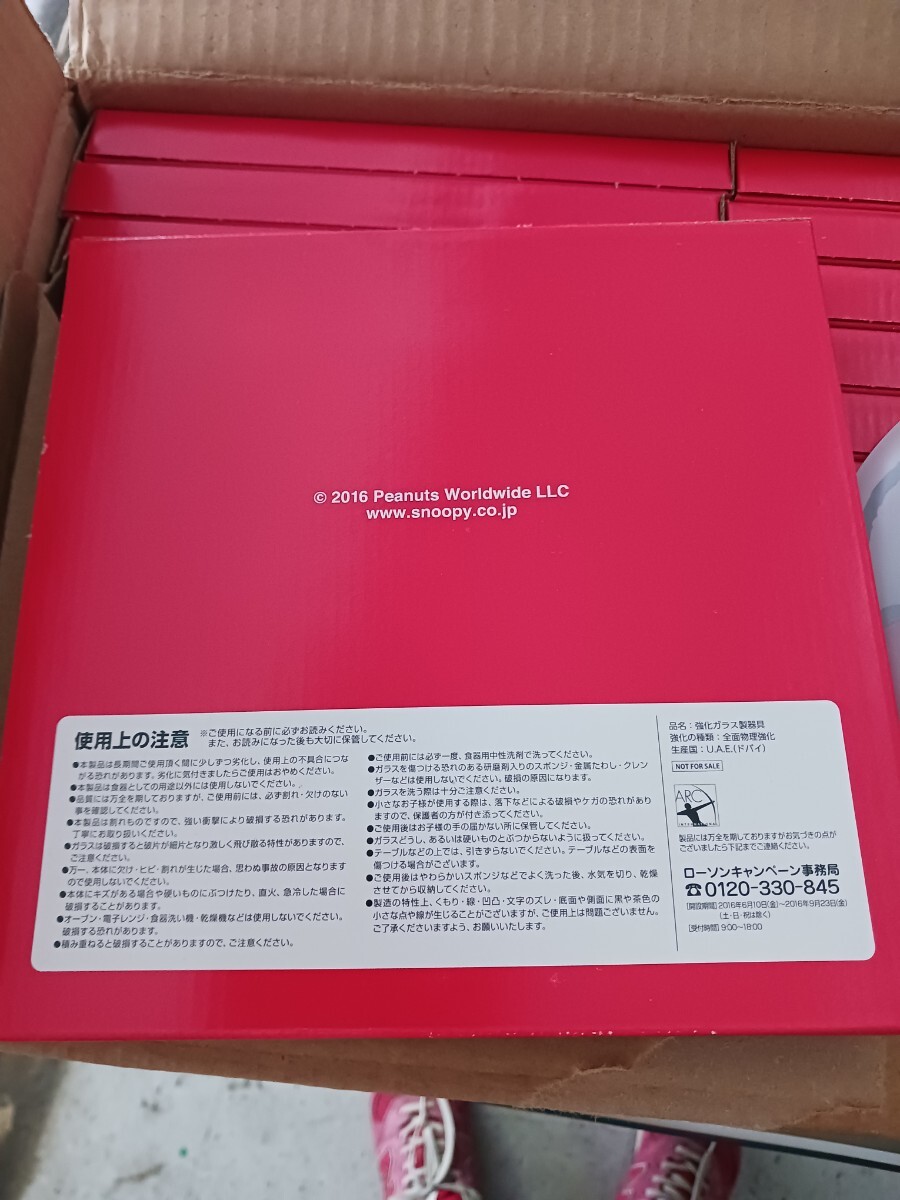 © 2016 Peanuts Worldwide LLC
www.snoopy.co.jp
使用上の注意
※ご使用になる前に必ずお読みください。
また、お読みになった後も大切に保管してください。
●本製品は長期間ご使用頂く間に少しずつ劣化し、使用上の不具合につな
がる恐れがあります。劣化に気付きましたらご使用はおやめください。
●本製品は食器としての用途以外には使用しないでください。
●品質には万全を期しておりますが、ご使用前には、必ず割れ・欠けのない
事を確認してください。
●本製品は割れものですので、強い衝撃により破損する恐れがあります。
丁寧にお取り扱いください。
●ガラスは破損すると破片が細片となり激しく飛び散る特性がありますので、
ご注意ください。
●万一、本体に欠け・ヒビ・割れが生じた場合、思わぬ事故の原因となります
ので使用しないでください。
●本体にキズがある場合や硬いものにぶつけたり、直火、急冷した場合に
破損することがあります。
●オーブン・電子レンジ・食器洗い機・乾燥機などは使用しないでください。
破損する恐れがあります。
●積み重ねると破損することがありますので、ご注意ください。
●ご使用前には必ず一度、食器用中性洗剤で洗ってください。
●ガラスを傷つける恐れのある研磨剤入りのスポンジ・金属たわし・クレン
ザーなどは使用しないでください。破損の原因になります。
●ガラスを洗う際は十分ご注意ください。
●小さなお子様が使用する際は、落下などによる破損やケガの恐れがあり
ますので、保護者の方が付き添ってください。
●ご使用後はお子様の手の届かない所に保管してください。
●ガラスどうし、あるいは硬いものとぶつからないように扱ってください。
●テーブルなどの上では、引きずらないでください。テーブルなどの表面を
傷つける場合がございます。
●ご使用後はやわらかいスポンジなどでよく洗った後、水気を切り、乾燥
させてから収納してください。
●製造の特性上、くもり・線・凹凸・文字のズレ・底面や側面に黒や茶色の
小さな点や線が生じることがございますが、ご使用上は問題ございません。
ご了承くださいますよう、お願いいたします。
品名：強化ガラス製器具
強化の種類：全面物理強化
生産国：U.A.E.(ドバイ)
NOT FOR SALE
ARC
INTERNATIONAL
製品には万全を期しておりますがお気づきの点が
ございましたら下記までご連絡ください。
ローソンキャンペーン事務局
☎0120-330-845
[開設期間] 2016年6月10日(金)～2016年9月23日(金)
(土・日・祝は除く)
[受付時間] 9:00～18:00